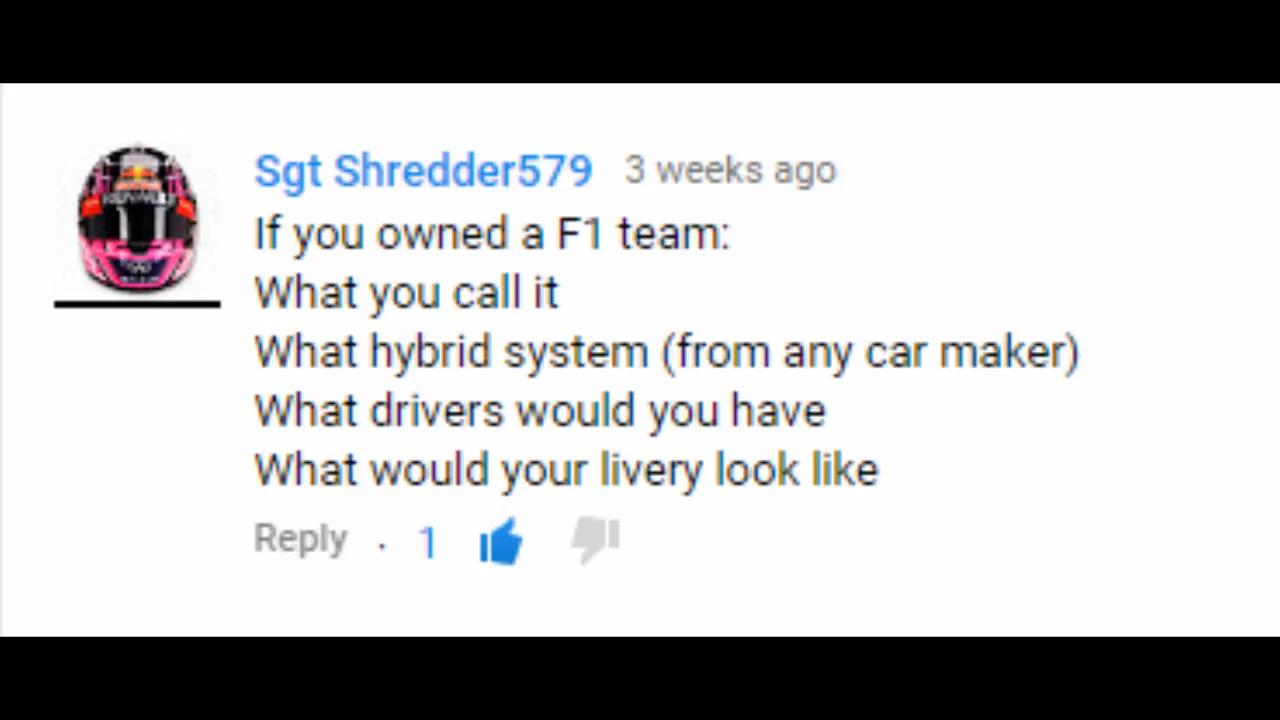 Sgt Shredder579 3 weeks ago
If you owned a F1 team:
What you call it
What hybrid system (from any car maker)
What drivers would you have
What would your livery look like
Reply · 1